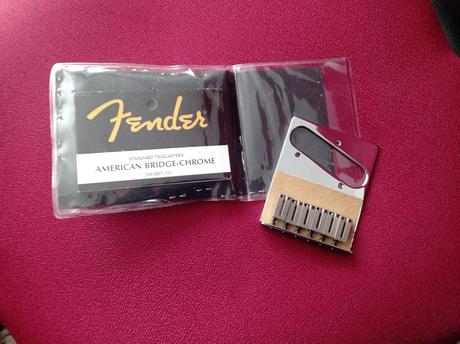 Fender
STANDARD TELECASTER®
AMERICAN BRIDGE-CHROME